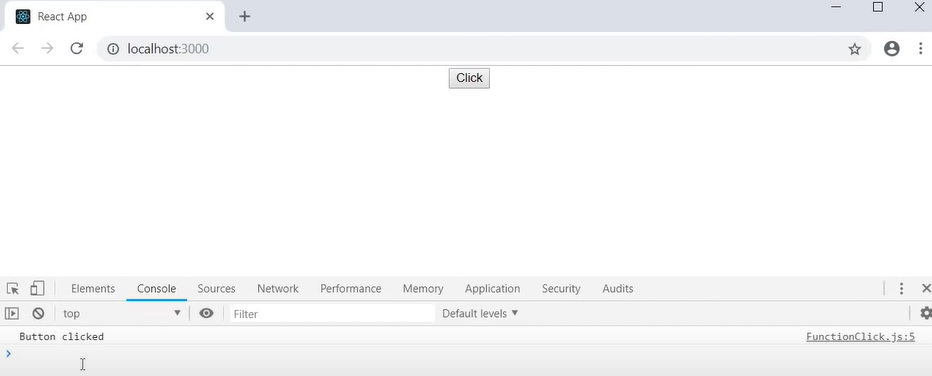 React App
localhost:3000
Click
Elements Console Sources Network Performance Memory Application Security Audits
top Filter Default levels
Button clicked FunctionClick.js:5